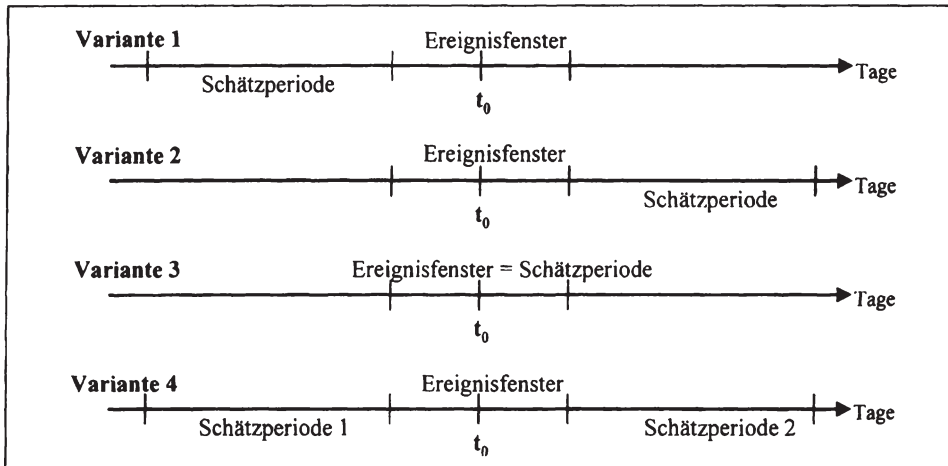 Variante 1 Ereignisfenster
Tage
Schätzperiode
t₀
Variante 2 Ereignisfenster
Tage
Schätzperiode
t₀
Variante 3 Ereignisfenster = Schätzperiode
Tage
t₀
Variante 4 Ereignisfenster
Tage
Schätzperiode 1 Schätzperiode 2
t₀